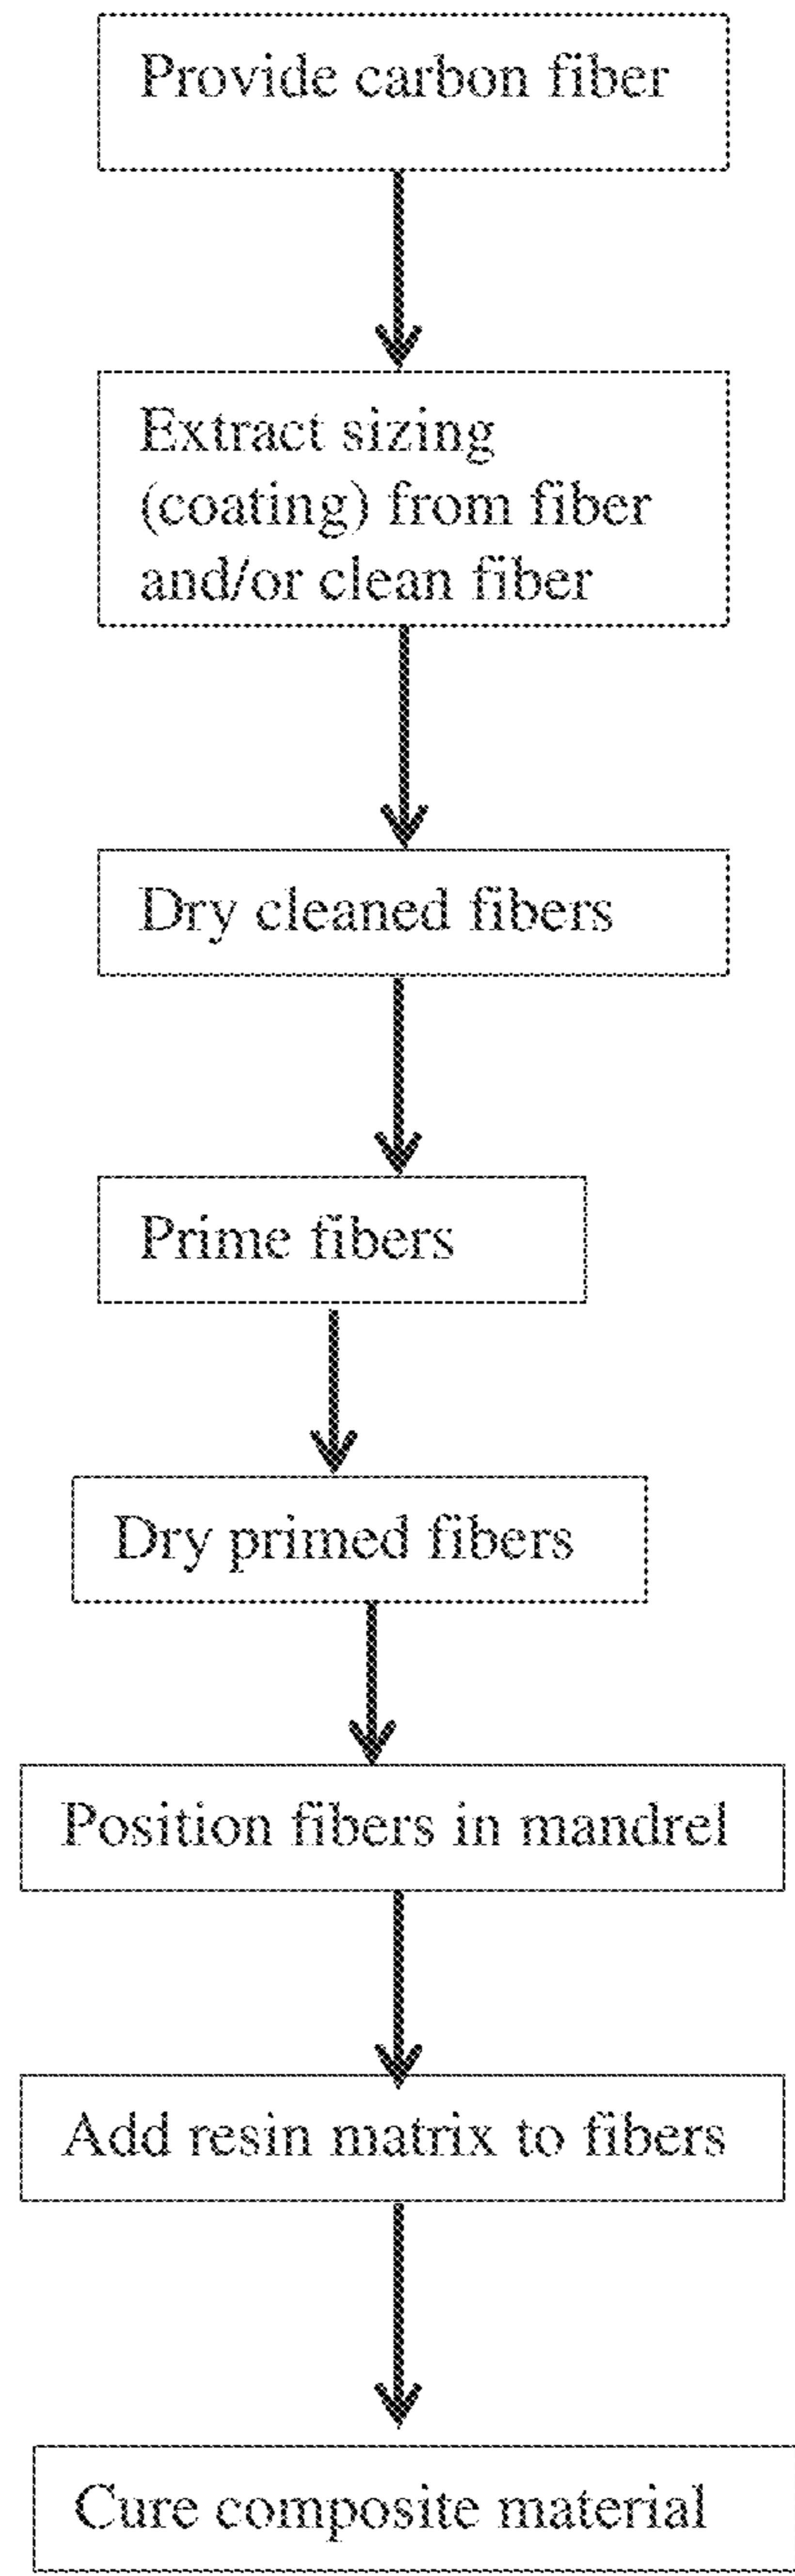 Provide carbon fiber
Extract sizing
(coating) from fiber
and/or clean fiber
Dry cleaned fibers
Prime fibers
Dry primed fibers
Position fibers in mandrel
Add resin matrix to fibers
Cure composite material